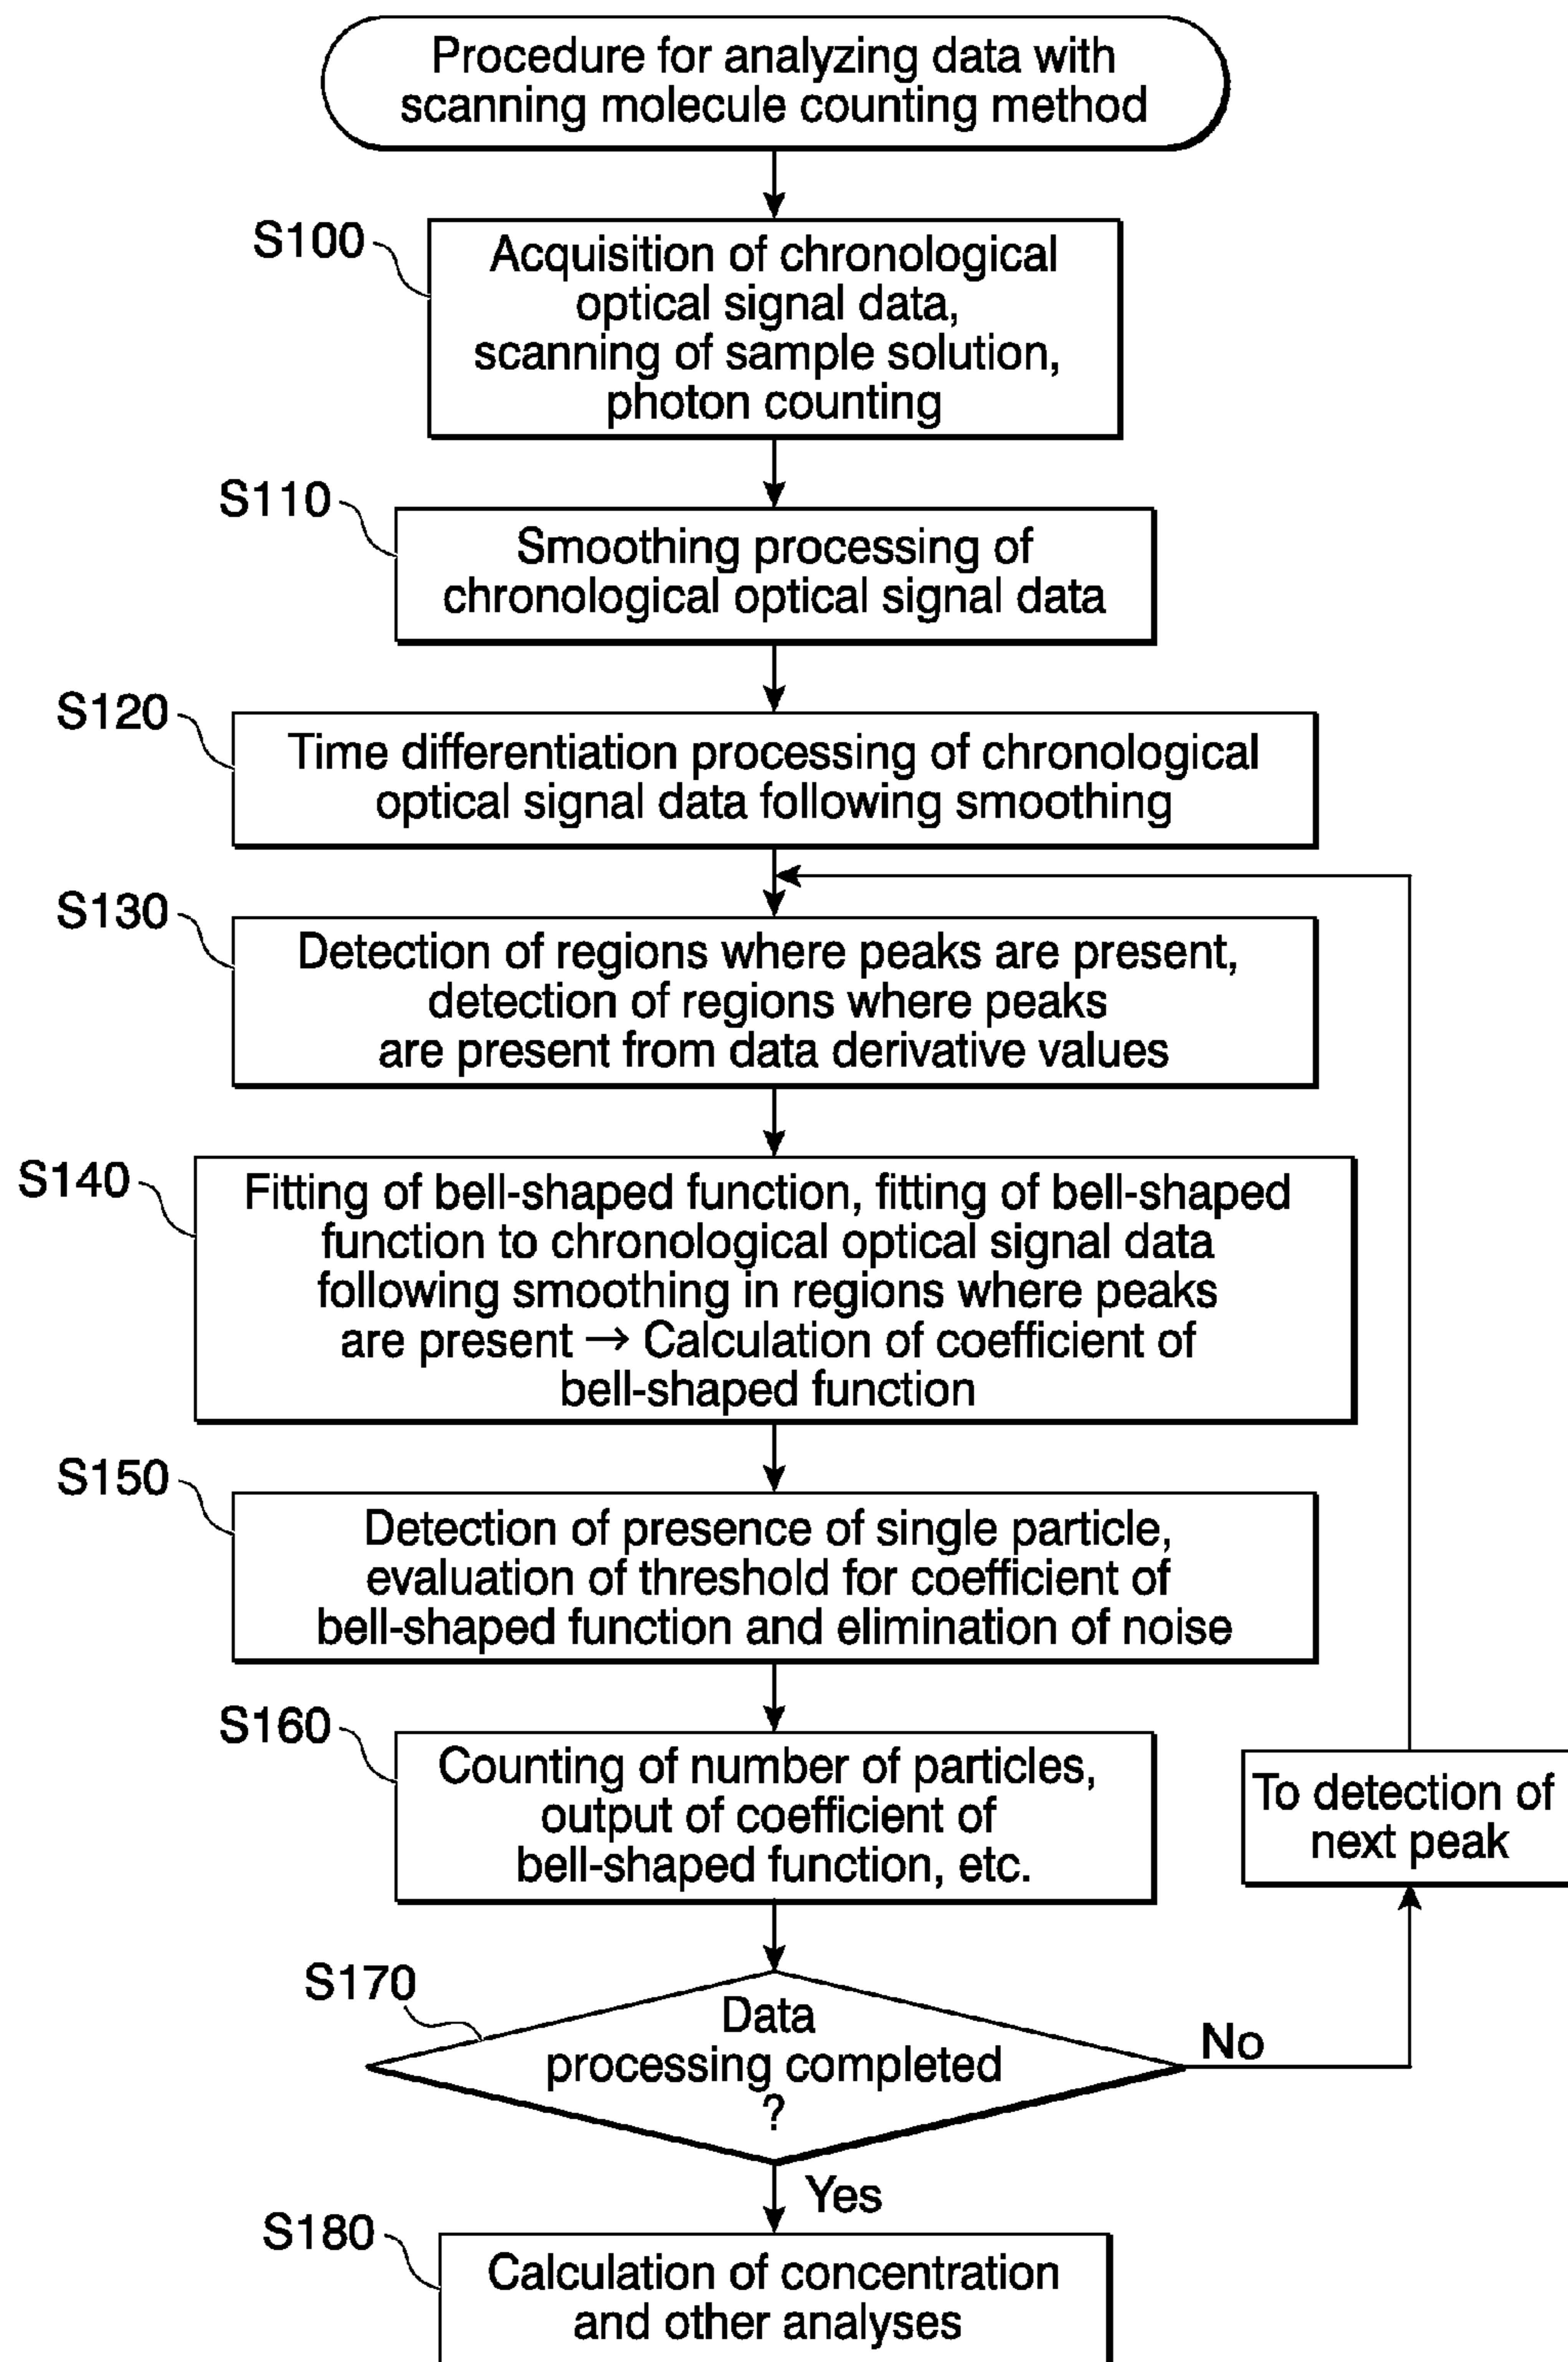 Procedure for analyzing data with
scanning molecule counting method
S100
Acquisition of chronological
optical signal data,
scanning of sample solution,
photon counting
S110
Smoothing processing of
chronological optical signal data
S120
Time differentiation processing of chronological
optical signal data following smoothing
S130
Detection of regions where peaks are present,
detection of regions where peaks
are present from data derivative values
S140
Fitting of bell-shaped function, fitting of bell-shaped
function to chronological optical signal data
following smoothing in regions where peaks
are present → Calculation of coefficient of
bell-shaped function
S150
Detection of presence of single particle,
evaluation of threshold for coefficient of
bell-shaped function and elimination of noise
S160
Counting of number of particles,
output of coefficient of
bell-shaped function, etc.
To detection of
next peak
S170
Data
processing completed
?
No
Yes
S180
Calculation of concentration
and other analyses